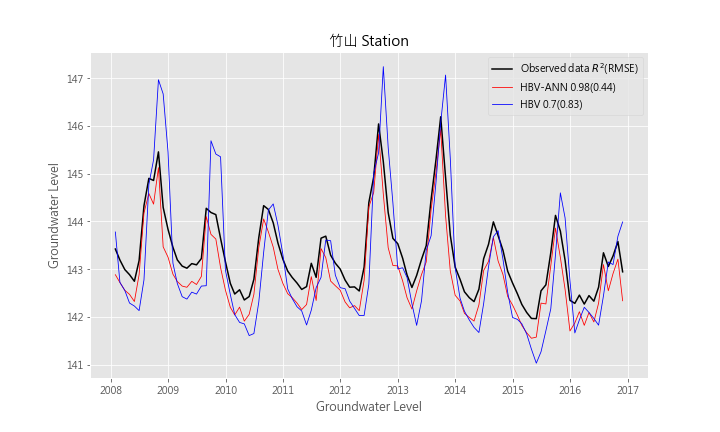 竹山 Station
Observed data R²(RMSE)
HBV-ANN 0.98(0.44)
HBV 0.7(0.83)
Groundwater Level
147
146
145
144
143
142
141
2008 2009 2010 2011 2012 2013 2014 2015 2016 2017
Groundwater Level